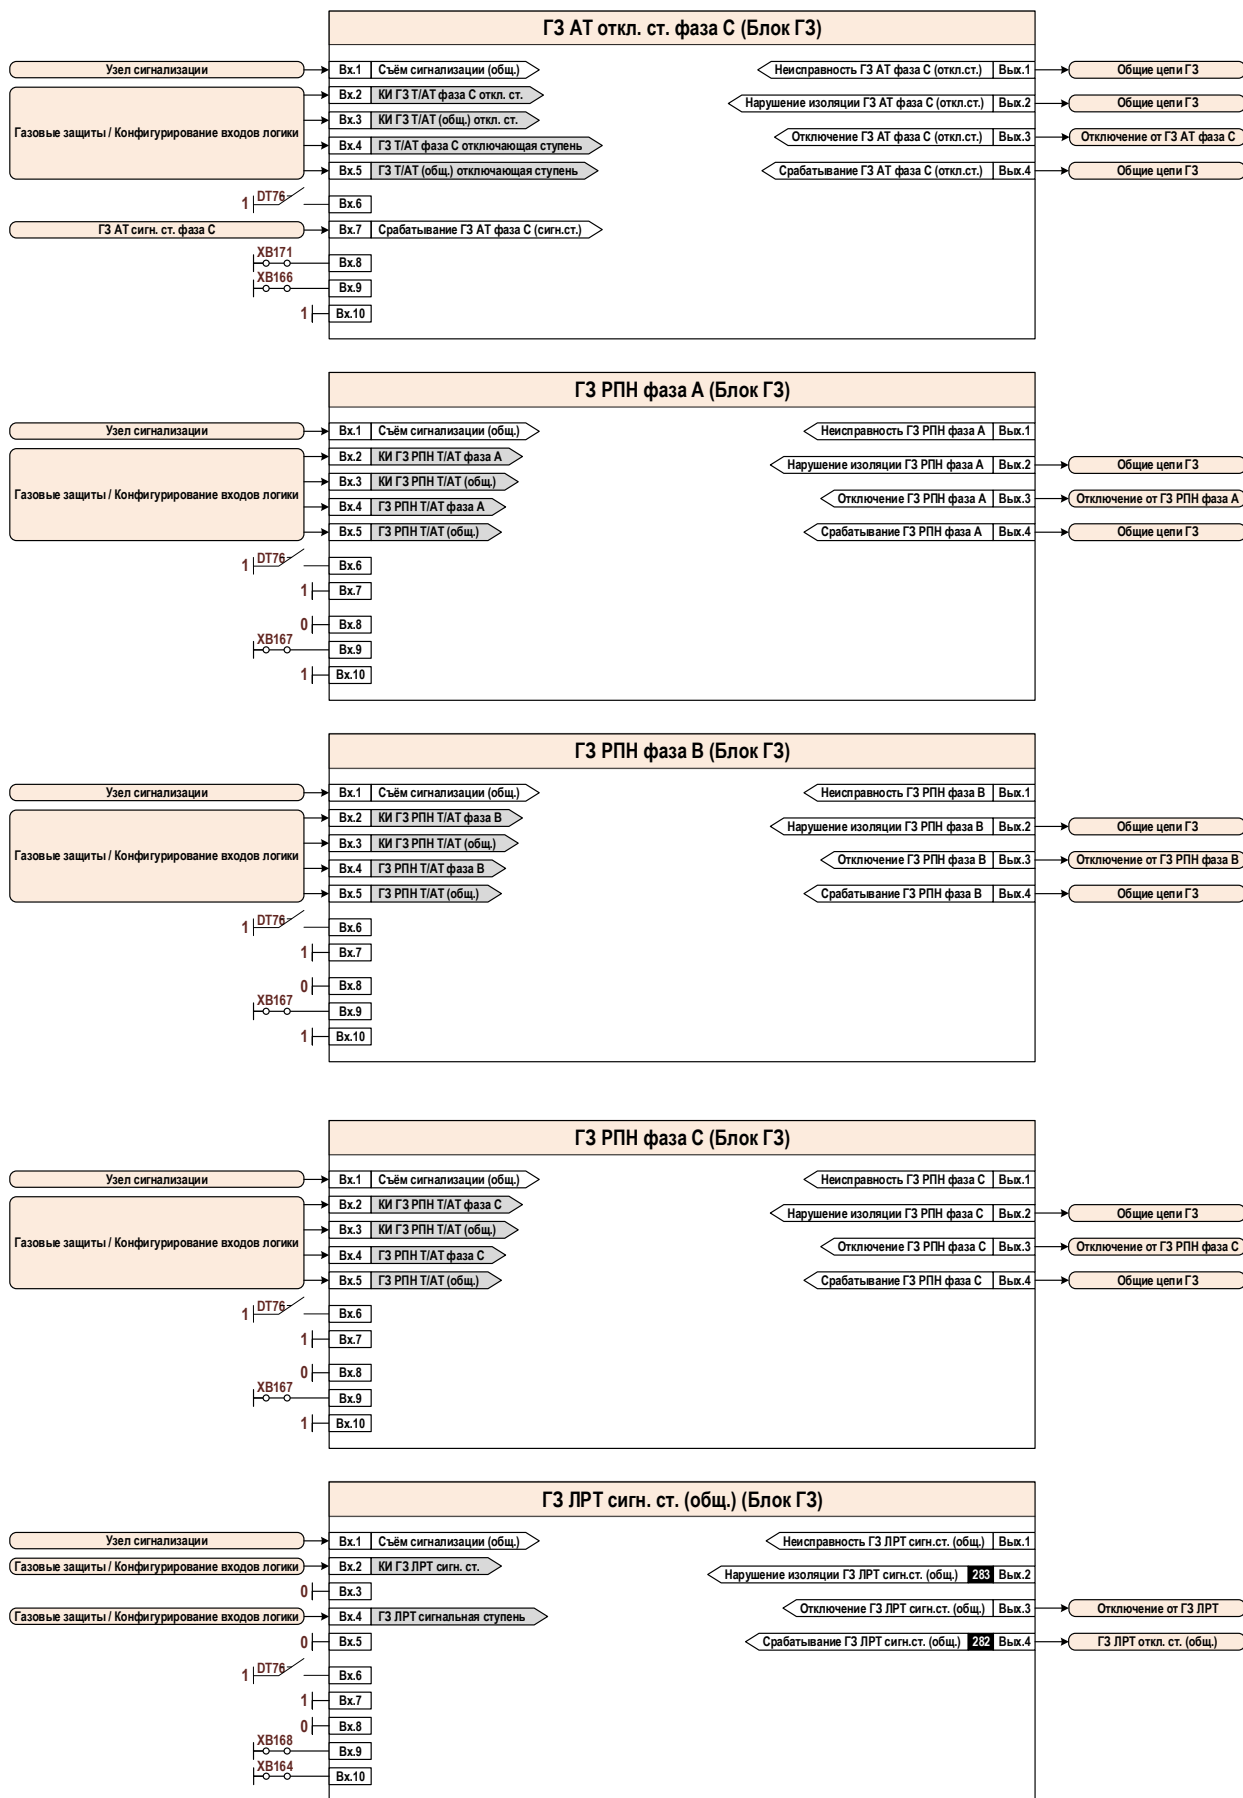 ГЗ АТ откл. ст. фаза С (Блок ГЗ)
Узел сигнализации
Вх.1 Съём сигнализации (общ.)
Неисправность ГЗ АТ фаза С (откл.ст.) Вых.1
Общие цепи ГЗ
Газовые защиты / Конфигурирование входов логики
Вх.2 КИ ГЗ Т/АТ фаза С откл. ст.
Нарушение изоляции ГЗ АТ фаза С (откл.ст.) Вых.2
Общие цепи ГЗ
Вх.3 КИ ГЗ Т/АТ (общ.) откл. ст.
Отключение ГЗ АТ фаза С (откл.ст.) Вых.3
Отключение от ГЗ АТ фаза С
Вх.4 ГЗ Т/АТ фаза С отключающая ступень
Вх.5 ГЗ Т/АТ (общ.) отключающая ступень
Срабатывание ГЗ АТ фаза С (откл.ст.) Вых.4
Общие цепи ГЗ
1 DT76 Вх.6
ГЗ АТ сигн. ст. фаза С
Вх.7 Срабатывание ГЗ АТ фаза С (сигн.ст.)
XB171 Вх.8
XB166 Вх.9
1 Вх.10
ГЗ РПН фаза А (Блок ГЗ)
Узел сигнализации
Вх.1 Съём сигнализации (общ.)
Неисправность ГЗ РПН фаза А Вых.1
Газовые защиты / Конфигурирование входов логики
Вх.2 КИ ГЗ РПН Т/АТ фаза А
Нарушение изоляции ГЗ РПН фаза А Вых.2
Общие цепи ГЗ
Вх.3 КИ ГЗ РПН Т/АТ (общ.)
Отключение ГЗ РПН фаза А Вых.3
Отключение от ГЗ РПН фаза А
Вх.4 ГЗ РПН Т/АТ фаза А
Вх.5 ГЗ РПН Т/АТ (общ.)
Срабатывание ГЗ РПН фаза А Вых.4
Общие цепи ГЗ
1 DT76 Вх.6
1 Вх.7
0 Вх.8
XB167 Вх.9
1 Вх.10
ГЗ РПН фаза В (Блок ГЗ)
Узел сигнализации
Вх.1 Съём сигнализации (общ.)
Неисправность ГЗ РПН фаза В Вых.1
Газовые защиты / Конфигурирование входов логики
Вх.2 КИ ГЗ РПН Т/АТ фаза В
Нарушение изоляции ГЗ РПН фаза В Вых.2
Общие цепи ГЗ
Вх.3 КИ ГЗ РПН Т/АТ (общ.)
Отключение ГЗ РПН фаза В Вых.3
Отключение от ГЗ РПН фаза В
Вх.4 ГЗ РПН Т/АТ фаза В
Вх.5 ГЗ РПН Т/АТ (общ.)
Срабатывание ГЗ РПН фаза В Вых.4
Общие цепи ГЗ
1 DT76 Вх.6
1 Вх.7
0 Вх.8
XB167 Вх.9
1 Вх.10
ГЗ РПН фаза С (Блок ГЗ)
Узел сигнализации
Вх.1 Съём сигнализации (общ.)
Неисправность ГЗ РПН фаза С Вых.1
Газовые защиты / Конфигурирование входов логики
Вх.2 КИ ГЗ РПН Т/АТ фаза С
Нарушение изоляции ГЗ РПН фаза С Вых.2
Общие цепи ГЗ
Вх.3 КИ ГЗ РПН Т/АТ (общ.)
Отключение ГЗ РПН фаза С Вых.3
Отключение от ГЗ РПН фаза С
Вх.4 ГЗ РПН Т/АТ фаза С
Вх.5 ГЗ РПН Т/АТ (общ.)
Срабатывание ГЗ РПН фаза С Вых.4
Общие цепи ГЗ
1 DT76 Вх.6
1 Вх.7
0 Вх.8
XB167 Вх.9
1 Вх.10
ГЗ ЛРТ сигн. ст. (общ.) (Блок ГЗ)
Узел сигнализации
Вх.1 Съём сигнализации (общ.)
Неисправность ГЗ ЛРТ сигн.ст. (общ.) Вых.1
Газовые защиты / Конфигурирование входов логики
Вх.2 КИ ГЗ ЛРТ сигн. ст.
Нарушение изоляции ГЗ ЛРТ сигн.ст. (общ.) 283 Вых.2
0 Вх.3
Отключение ГЗ ЛРТ сигн.ст. (общ.) Вых.3
Отключение от ГЗ ЛРТ
Газовые защиты / Конфигурирование входов логики
Вх.4 ГЗ ЛРТ сигнальная ступень
0 Вх.5
Срабатывание ГЗ ЛРТ сигн.ст. (общ.) 282 Вых.4
ГЗ ЛРТ откл. ст. (общ.)
1 DT76 Вх.6
1 Вх.7
0 Вх.8
XB168 Вх.9
XB164 Вх.10